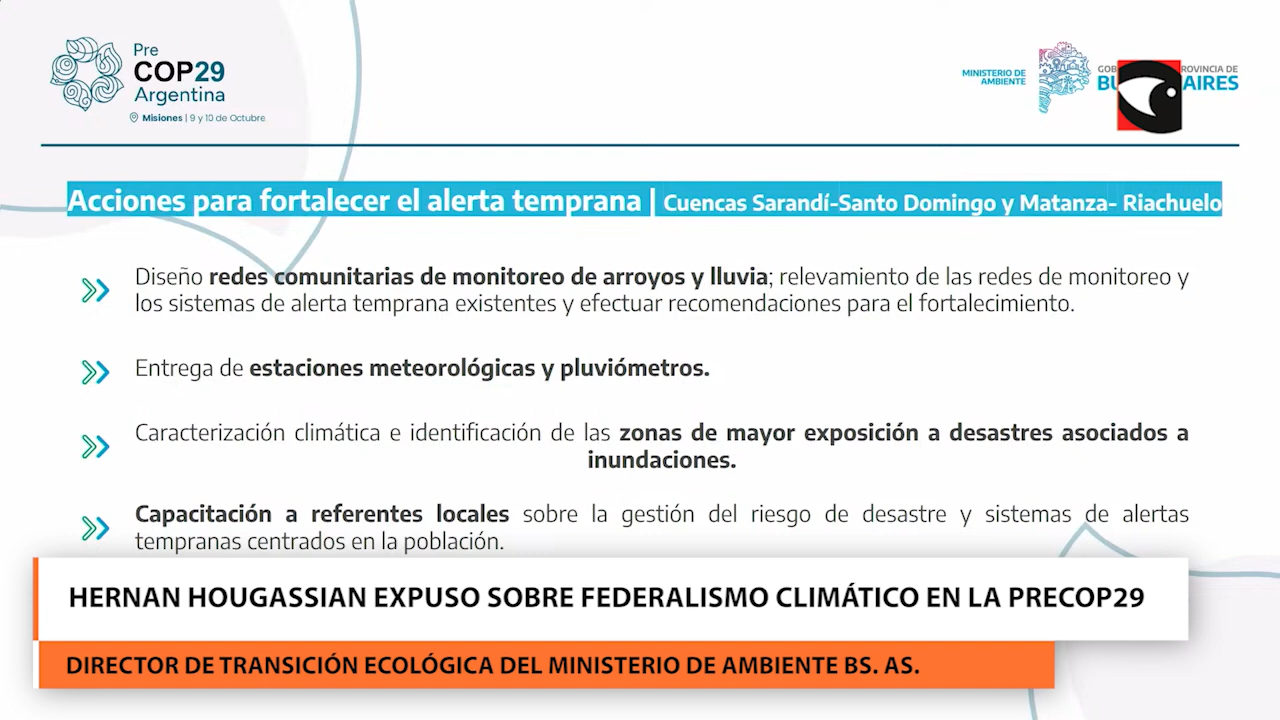 Pre
COP29
Argentina
Misiones | 9 y 10 de Octubre
MINISTERIO DE
AMBIENTE
ROVINCIA DE
AIRES
Acciones para fortalecer el alerta temprana | Cuencas Sarandí-Santo Domingo y Matanza- Riachuelo
Diseño redes comunitarias de monitoreo de arroyos y lluvia; relevamiento de las redes de monitoreo y
los sistemas de alerta temprana existentes y efectuar recomendaciones para el fortalecimiento.
Entrega de estaciones meteorológicas y pluviómetros.
Caracterización climática e identificación de las zonas de mayor exposición a desastres asociados a
inundaciones.
Capacitación a referentes locales sobre la gestión del riesgo de desastre y sistemas de alertas
tempranas centrados en la población.
HERNAN HOUGASSIAN EXPUSO SOBRE FEDERALISMO CLIMÁTICO EN LA PRECOP29
DIRECTOR DE TRANSICIÓN ECOLÓGICA DEL MINISTERIO DE AMBIENTE BS. AS.